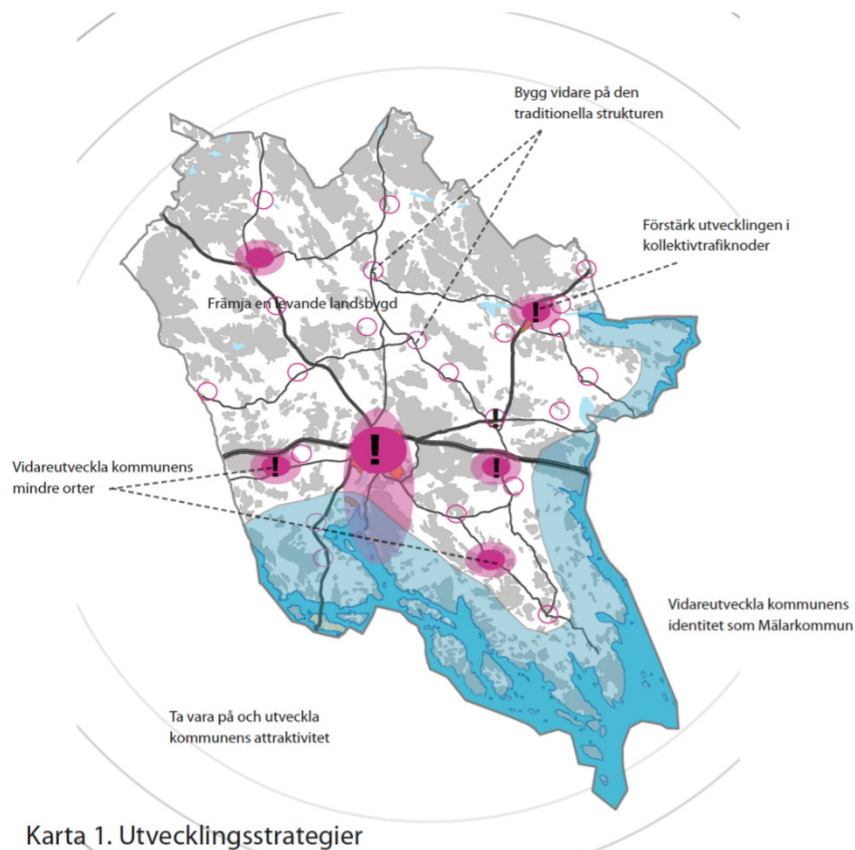 Bygg vidare på den
traditionella strukturen
Förstärk utvecklingen i
kollektivtrafiknoder
Främja en levande landsbygd
!
!
!
!
!
Vidareutveckla kommunens
mindre orter
Vidareutveckla kommunens
identitet som Mälarkommun
Ta vara på och utveckla
kommunens attraktivitet
Karta 1. Utvecklingsstrategier